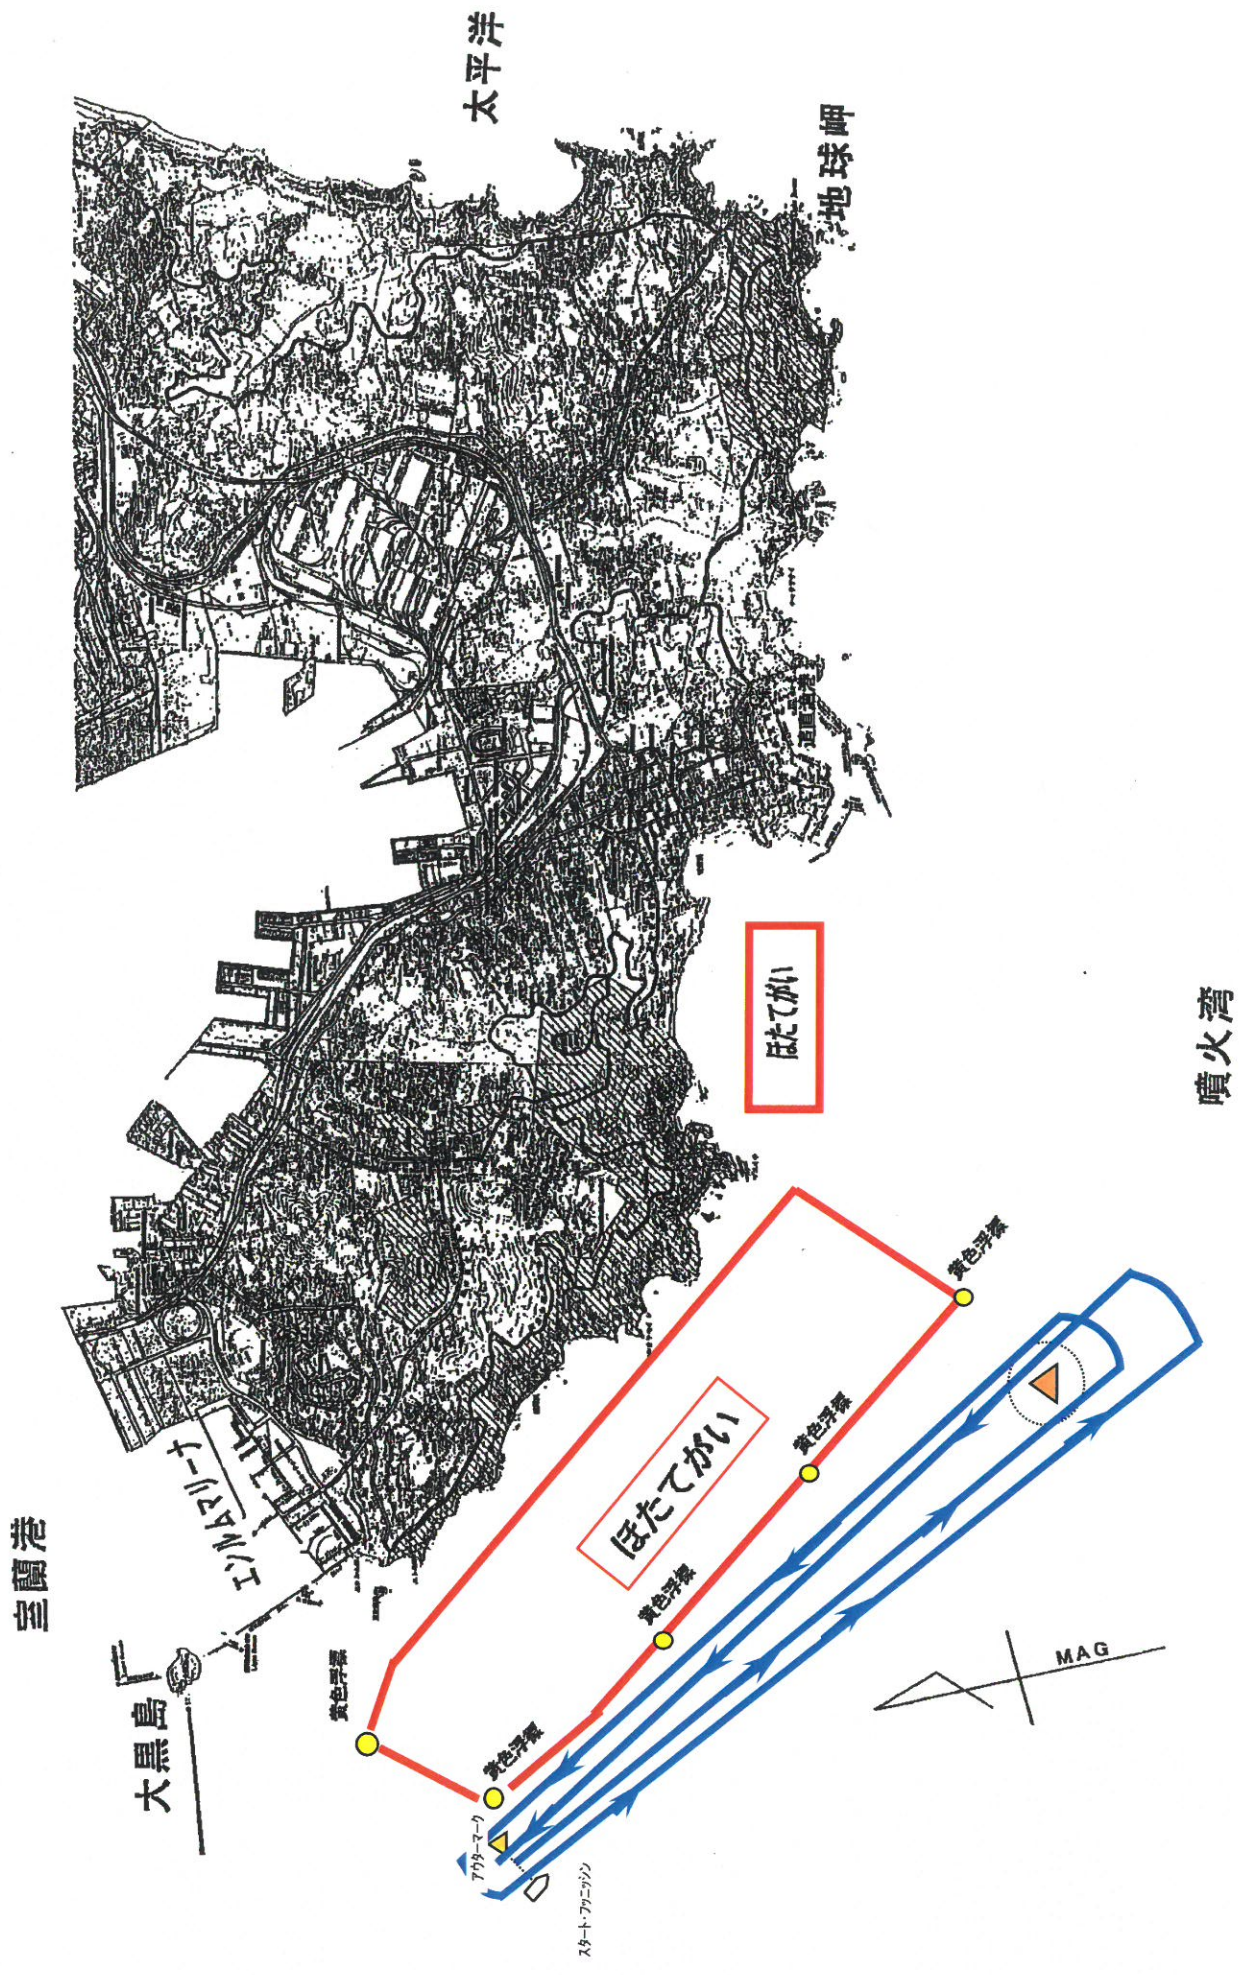 太平洋
地球岬
室蘭港
エンルムマリーナ
大黒島
ほたてがい
噴火湾
黄色浮標
黄色浮標
ほたてがい
黄色浮標
黄色浮標
黄色浮標
アウターマーク
スタート・フッニッシン
MAG